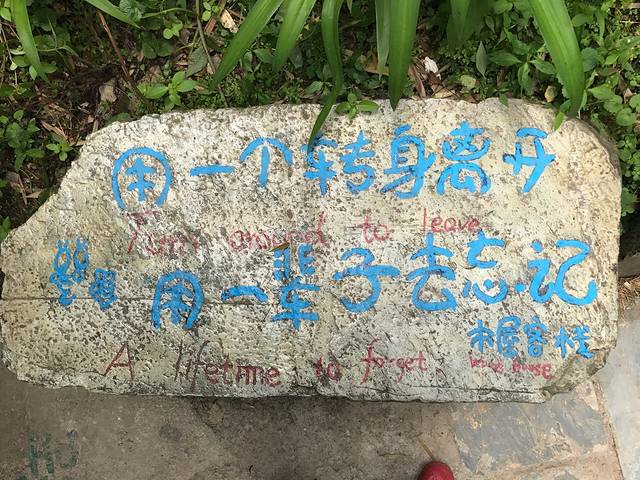 用一个转身离开
Turn around to leave
用一辈子去忘记
木屋客栈
A lifetime to forget
house